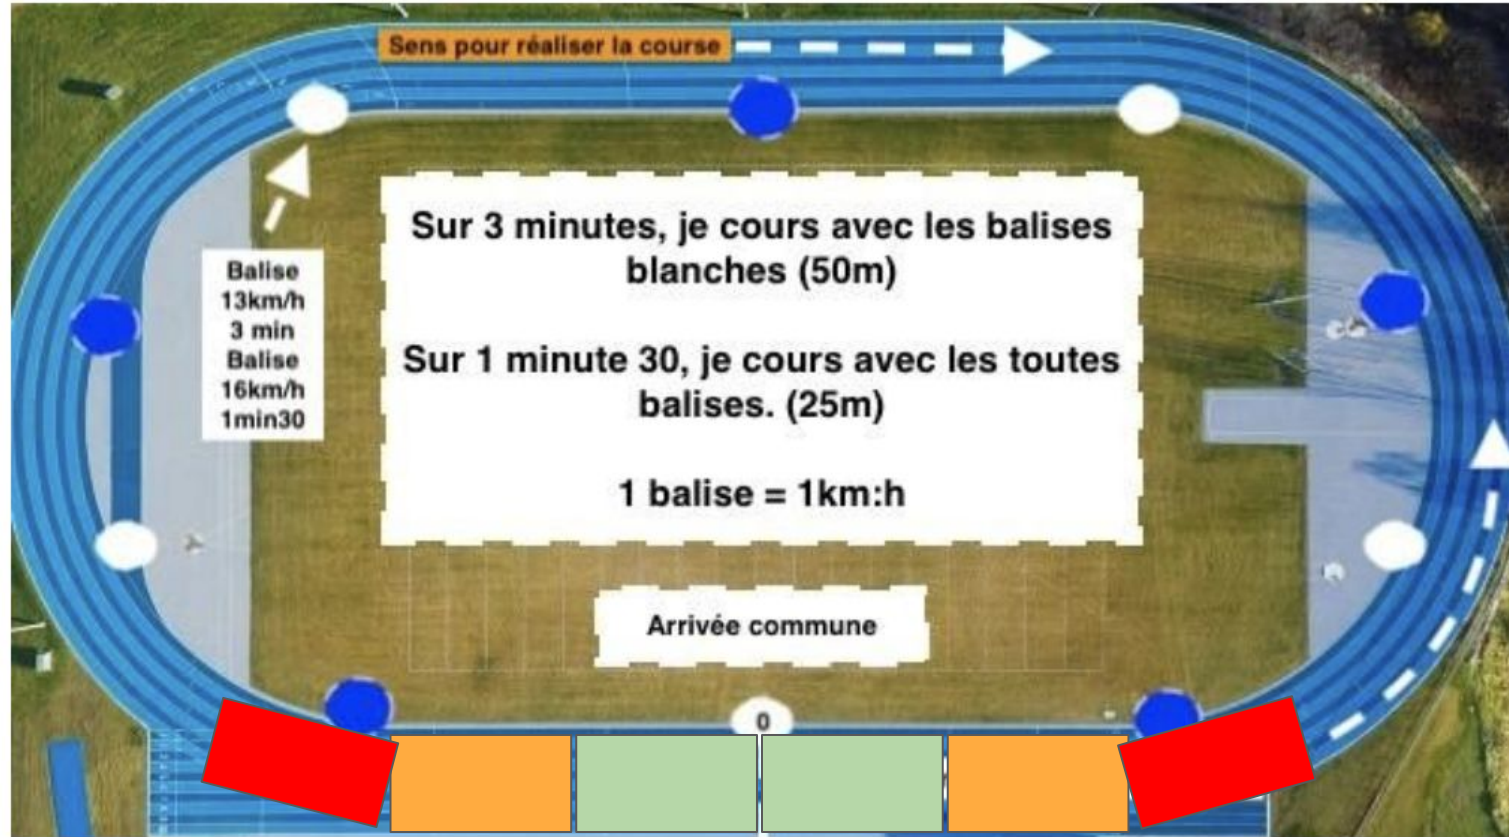 Sens pour réaliser la course
Balise
13km/h
3 min
Balise
16km/h
1min30
Sur 3 minutes, je cours avec les balises
blanches (50m)
Sur 1 minute 30, je cours avec les toutes
balises. (25m)
1 balise = 1km:h
Arrivée commune
0